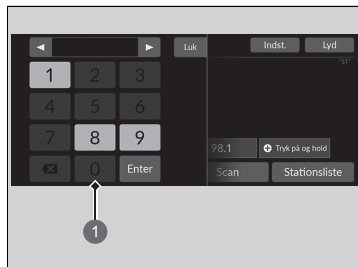 Luk Indst. Lyd
"ST"
1 2 3
4 5 6
7 8 9
98.1 Tryk på og hold
0 Enter Scan Stationsliste
1